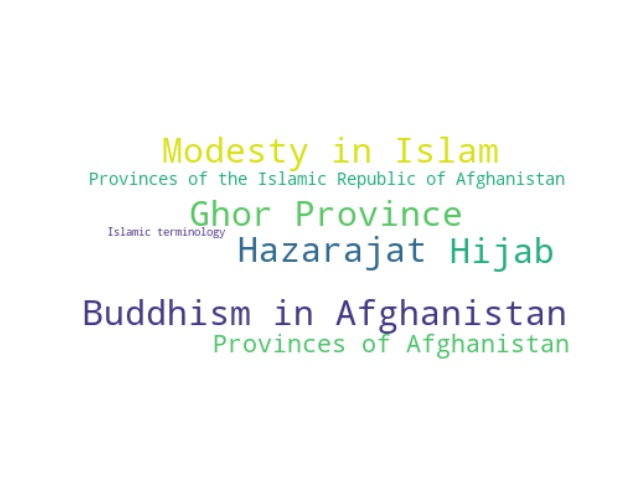 Modesty in Islam
Provinces of the Islamic Republic of Afghanistan
Ghor Province
Islamic terminology
Hazarajat Hijab
Buddhism in Afghanistan
Provinces of Afghanistan